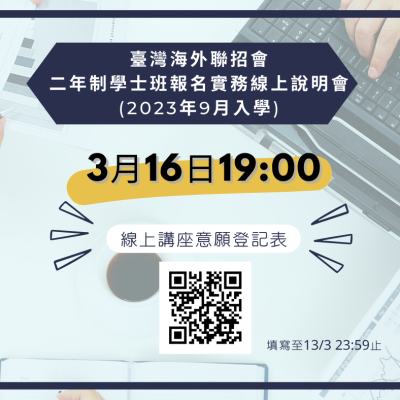 臺灣海外聯招會
二年制學士班報名實務線上說明會
(2023年9月入學)
3月16日19:00
線上講座意願登記表
填寫至13/3 23:59止